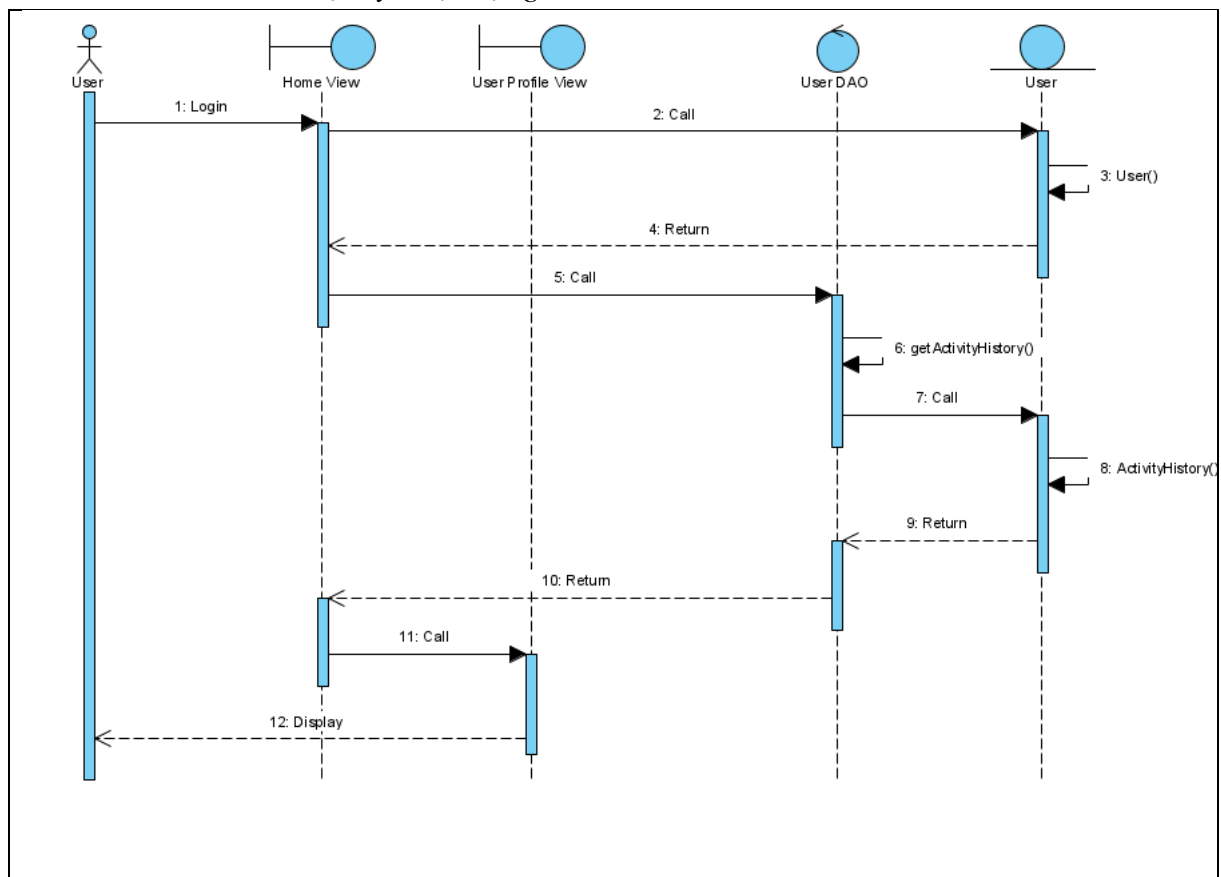 User
Home View
User Profile View
User DAO
User
1: Login
2: Call
3: User()
4: Return
5: Call
6: getActivityHistory()
7: Call
8: ActivityHistory()
9: Return
10: Return
11: Call
12: Display